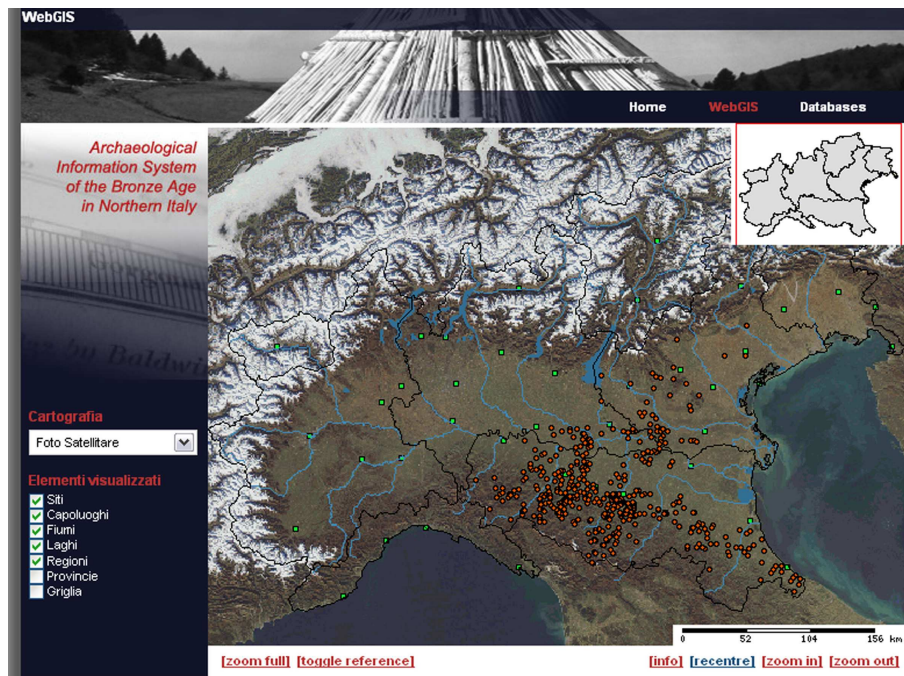 WebGIS
Home WebGIS Databases
Archaeological
Information System
of the Bronze Age
in Northern Italy
Cartografia
Foto Satellitare
Elementi visualizzati
Siti
Capoluoghi
Fiumi
Laghi
Regioni
Provincie
Griglia
0 52 104 156 km
[zoom full] [toggle reference] [info] [recentre] [zoom in] [zoom out]